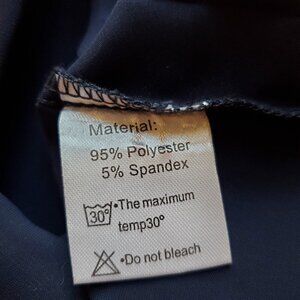 Material:
95% Polyester
5% Spandex
30° •The maximum
temp30°
•Do not bleach